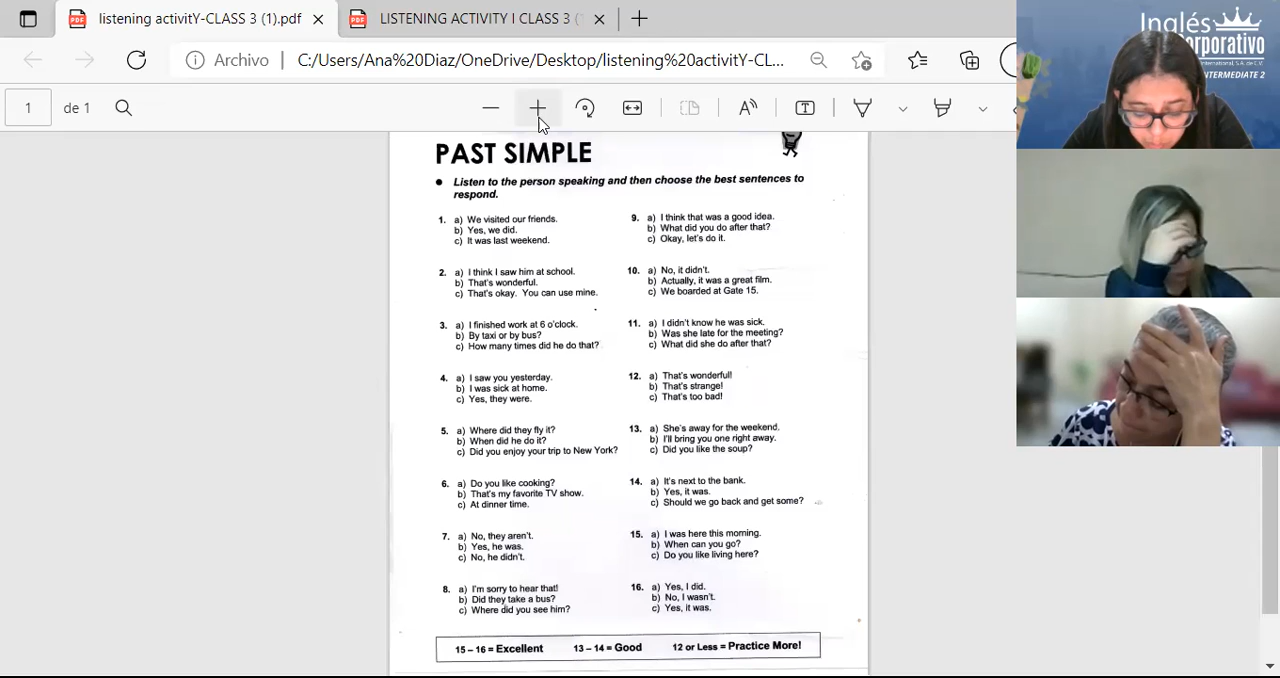 listening activitY-CLASS 3 (1).pdf
LISTENING ACTIVITY I CLASS 3 (
Archivo
C:/Users/Ana%20Diaz/OneDrive/Desktop/listening%20activitY-CL...
1
de 1
PAST SIMPLE
Listen to the person speaking and then choose the best sentences to
respond.
1. a) We visited our friends.
b) Yes, we did.
c) It was last weekend.
2. a) I think I saw him at school.
b) That's wonderful.
c) That's okay. You can use mine.
3. a) I finished work at 6 o'clock.
b) By taxi or by bus?
c) How many times did he do that?
4. a) I saw you yesterday.
b) I was sick at home.
c) Yes, they were.
5. a) Where did they fly it?
b) When did he do it?
c) Did you enjoy your trip to New York?
6. a) Do you like cooking?
b) That's my favorite TV show.
c) At dinner time.
7. a) No, they aren't.
b) Yes, he was.
c) No, he didn't.
8. a) I'm sorry to hear that!
b) Did they take a bus?
c) Where did you see him?
9. a) I think that was a good idea.
b) What did you do after that?
c) Okay, let's do it.
10. a) No, it didn't.
b) Actually, it was a great film.
c) We boarded at Gate 15.
11. a) I didn't know he was sick.
b) Was she late for the meeting?
c) What did she do after that?
12. a) That's wonderful!
b) That's strange!
c) That's too bad!
13. a) She's away for the weekend.
b) I'll bring you one right away.
c) Did you like the soup?
14. a) It's next to the bank.
b) Yes, it was.
c) Should we go back and get some?
15. a) I was here this morning.
b) When can you go?
c) Do you like living here?
16. a) Yes, I did.
b) No, I wasn't.
c) Yes, it was.
15 – 16 = Excellent 13 – 14 = Good 12 or Less = Practice More!
Inglés
orporativo
International, S.A. de C.V.
INTERMEDIATE 2